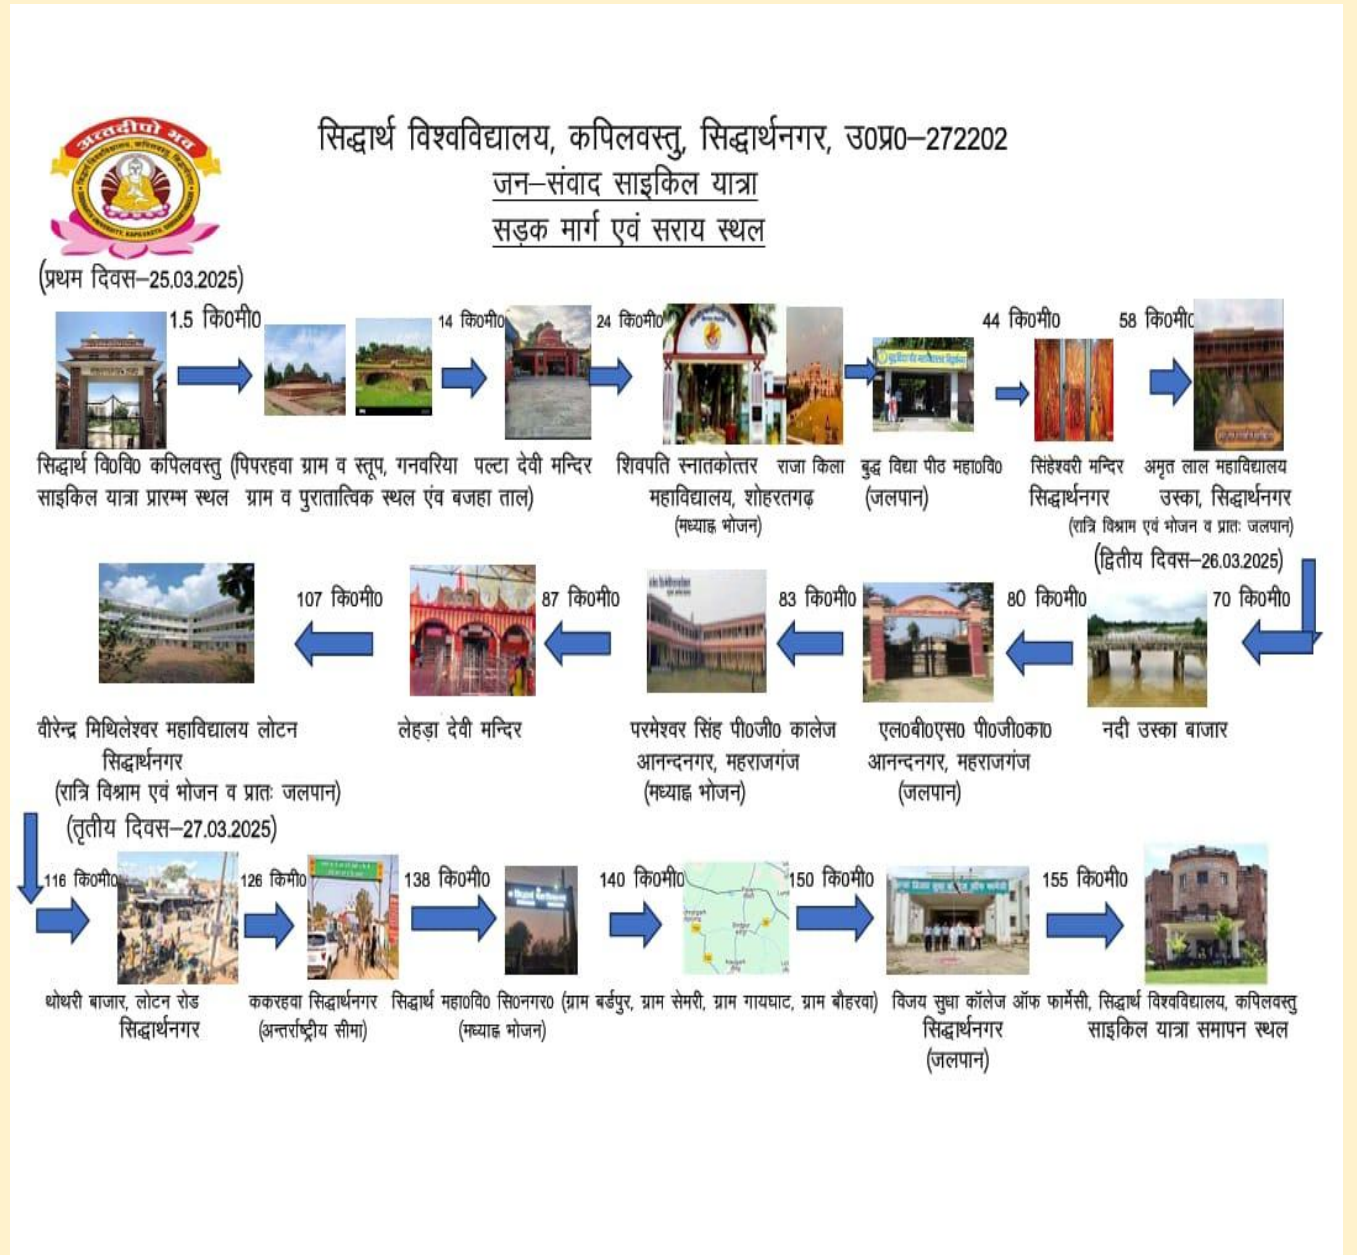 अत्तदीपो भव
सिद्धार्थ विश्वविद्यालय, कपिलवस्तु, सिद्धार्थनगर, उ0प्र0–272202
जन–संवाद साइकिल यात्रा
सड़क मार्ग एवं सराय स्थल
(प्रथम दिवस–25.03.2025)
1.5 कि0मी0
14 कि0मी0
24 कि0मी0
44 कि0मी0
58 कि0मी0
सिद्धार्थ वि0वि0 कपिलवस्तु (पिपरहवा ग्राम व स्तूप, गनवरिया पल्टा देवी मन्दिर शिवपति स्नातकोत्तर राजा किला बुद्ध विद्या पीठ महा0वि0 सिंहेश्वरी मन्दिर अमृत लाल महाविद्यालय
साइकिल यात्रा प्रारम्भ स्थल ग्राम व पुरातात्विक स्थल एंव बजहा ताल) महाविद्यालय, शोहरतगढ़ (जलपान) सिद्धार्थनगर उस्का, सिद्धार्थनगर
(मध्याह्न भोजन) (रात्रि विश्राम एवं भोजन व प्रातः जलपान)
(द्वितीय दिवस–26.03.2025)
107 कि0मी0
87 कि0मी0
83 कि0मी0
80 कि0मी0
70 कि0मी0
वीरेन्द्र मिथिलेश्वर महाविद्यालय लोटन लेहड़ा देवी मन्दिर परमेश्वर सिंह पी0जी0 कालेज एल0बी0एस0 पी0जी0का0 नदी उस्का बाजार
सिद्धार्थनगर आनन्दनगर, महराजगंज आनन्दनगर, महराजगंज
(रात्रि विश्राम एवं भोजन व प्रातः जलपान) (मध्याह्न भोजन) (जलपान)
(तृतीय दिवस–27.03.2025)
116 कि0मी0
126 किमी0
138 कि0मी0
140 कि0मी0
150 कि0मी0
155 कि0मी0
थोथरी बाजार, लोटन रोड ककरहवा सिद्धार्थनगर सिद्धार्थ महा0वि0 सि0नगर0 (ग्राम बर्डपुर, ग्राम सेमरी, ग्राम गायघाट, ग्राम बौहरवा) विजय सुधा कॉलेज ऑफ फार्मेसी, सिद्धार्थ विश्वविद्यालय, कपिलवस्तु
सिद्धार्थनगर (अन्तर्राष्ट्रीय सीमा) (मध्याह्न भोजन) सिद्धार्थनगर साइकिल यात्रा समापन स्थल
(जलपान)